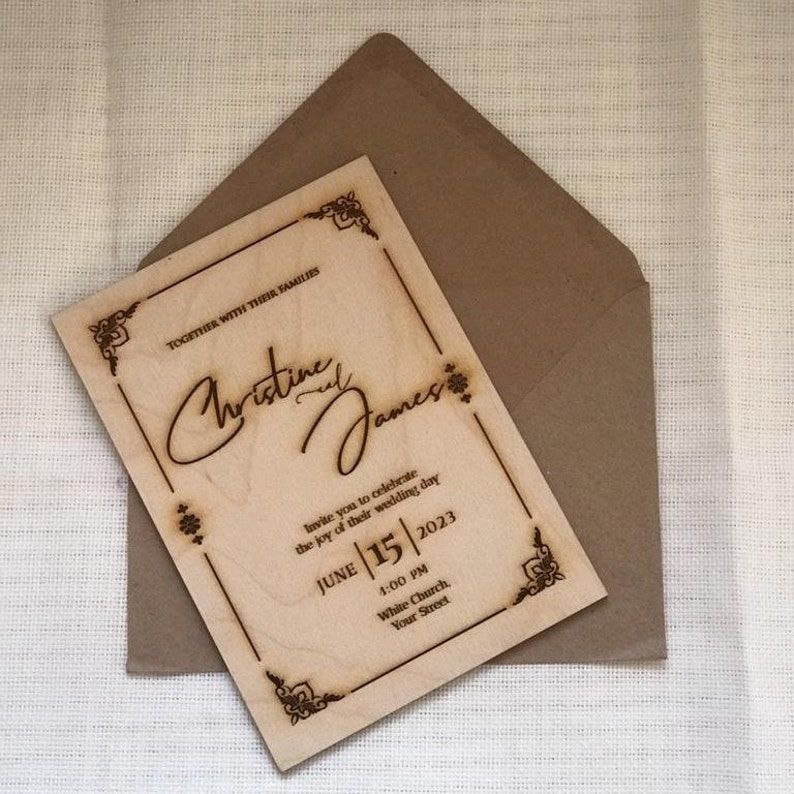 TOGETHER WITH THEIR FAMILIES
Christine and
James
Invite you to celebrate
the joy of their wedding day
JUNE | 15 | 2023
4:00 PM
White Church,
Your Street